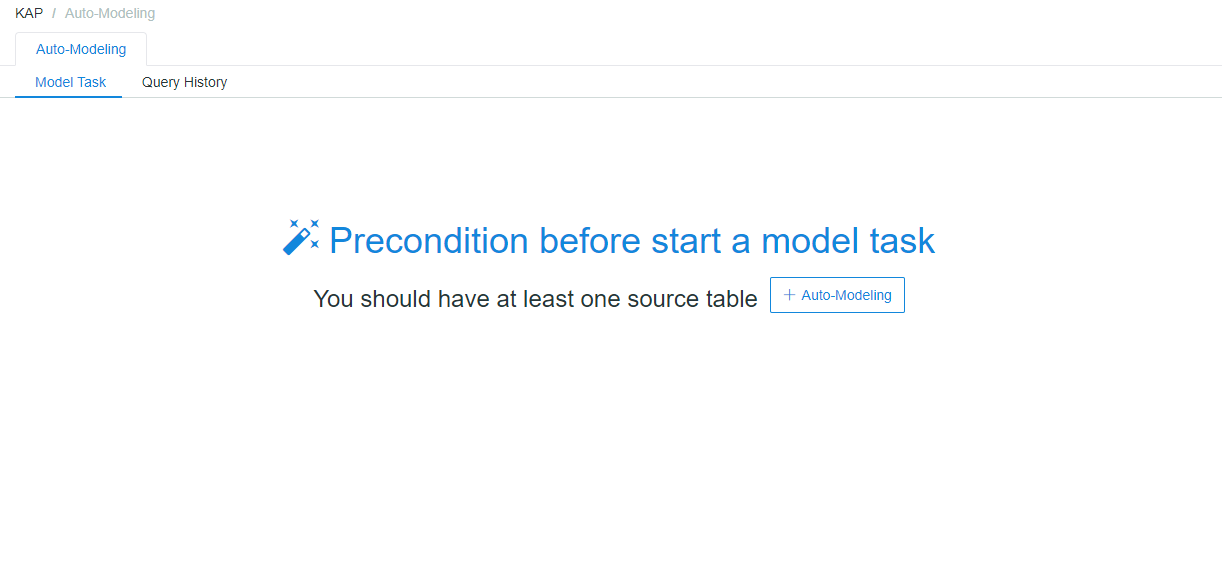 KAP / Auto-Modeling
Auto-Modeling
Model Task Query History
Precondition before start a model task
You should have at least one source table + Auto-Modeling